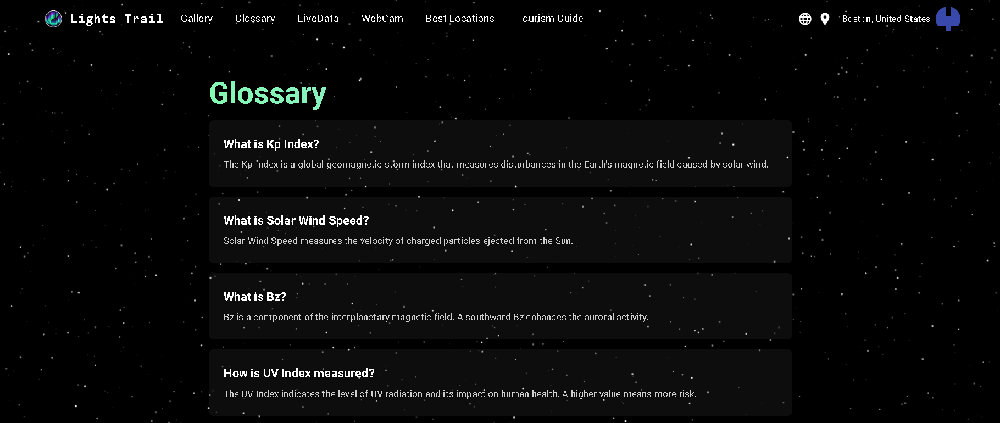 Lights Trail Gallery Glossary LiveData WebCam Best Locations Tourism Guide Boston, United States
Glossary
What is Kp Index?
The Kp Index is a global geomagnetic storm index that measures disturbances in the Earth's magnetic field caused by solar wind.
What is Solar Wind Speed?
Solar Wind Speed measures the velocity of charged particles ejected from the Sun.
What is Bz?
Bz is a component of the interplanetary magnetic field. A southward Bz enhances the auroral activity.
How is UV Index measured?
The UV Index indicates the level of UV radiation and its impact on human health. A higher value means more risk.